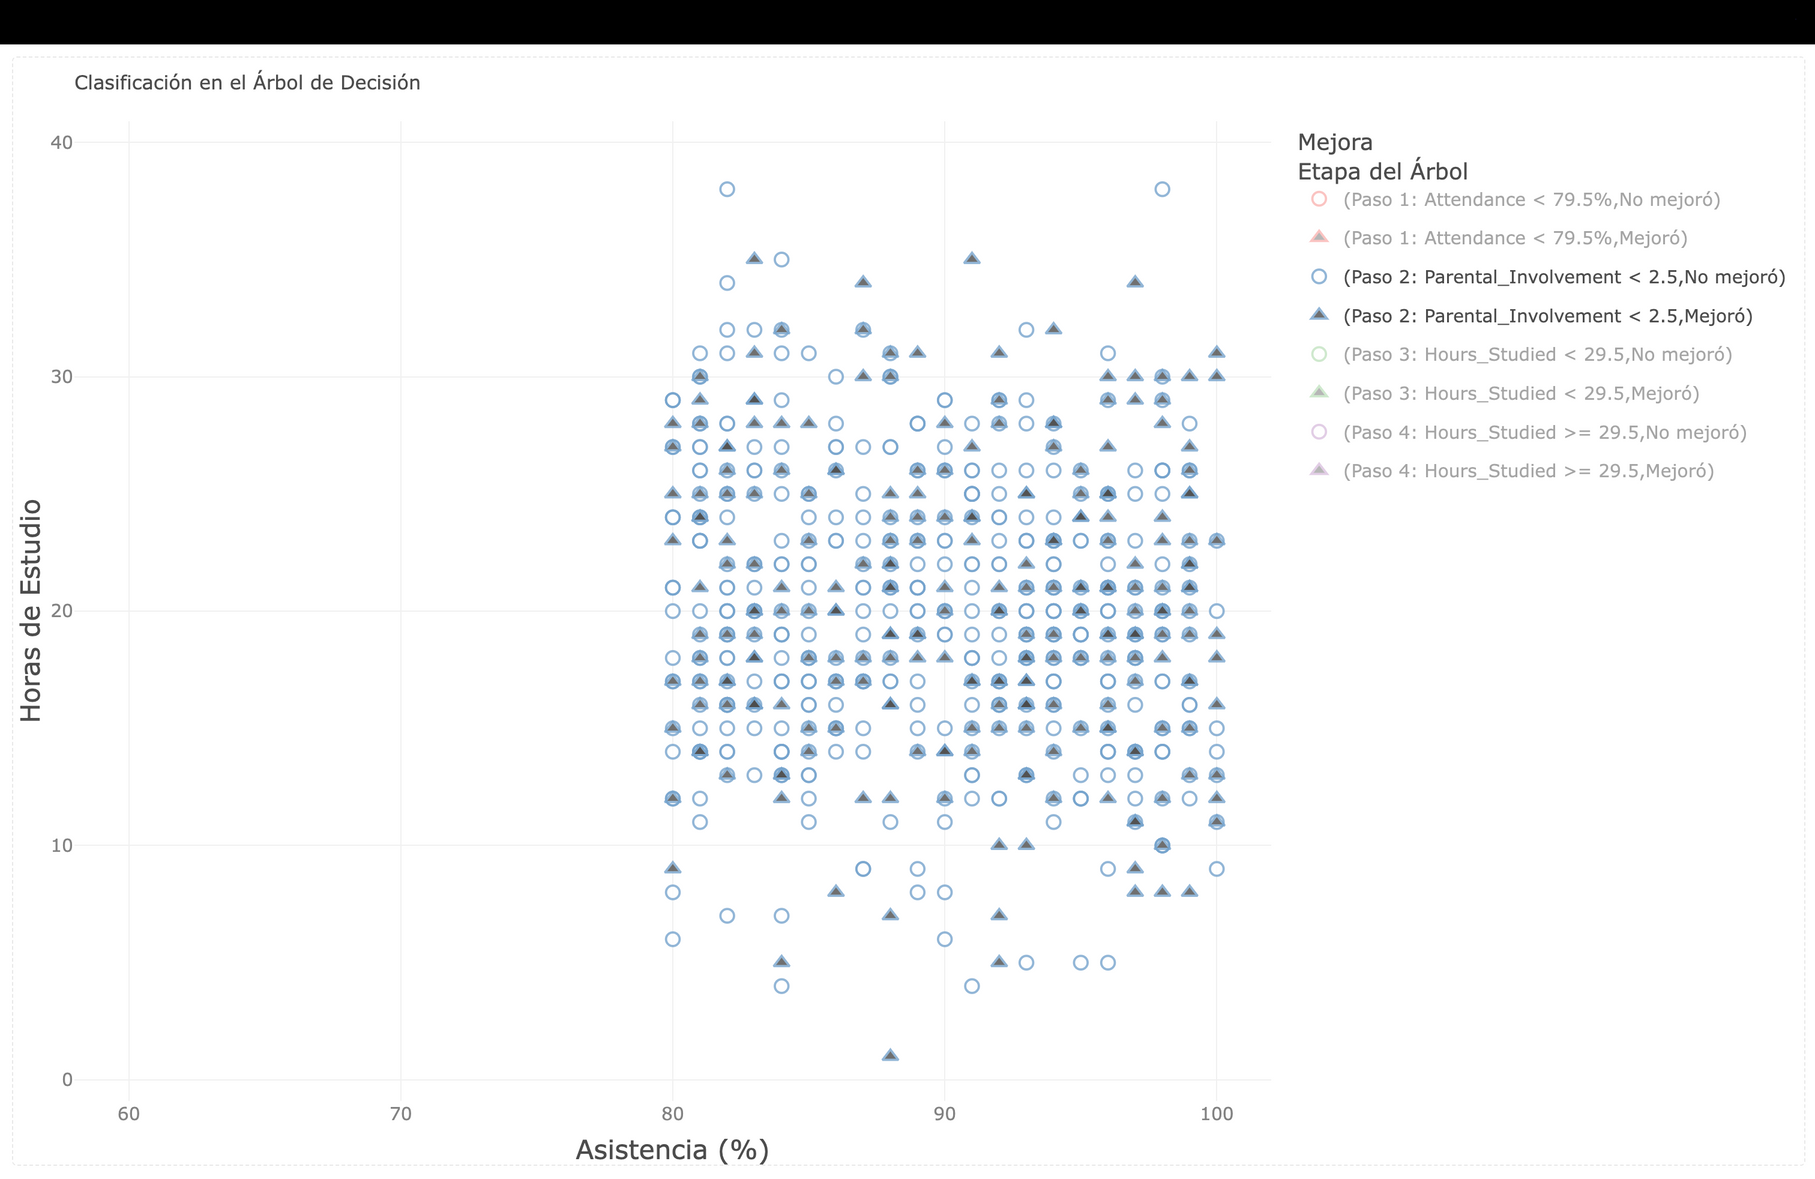 Clasificación en el Árbol de Decisión
Mejora
Etapa del Árbol
(Paso 1: Attendance < 79.5%,No mejoró)
(Paso 1: Attendance < 79.5%,Mejoró)
(Paso 2: Parental_Involvement < 2.5,No mejoró)
(Paso 2: Parental_Involvement < 2.5,Mejoró)
(Paso 3: Hours_Studied < 29.5,No mejoró)
(Paso 3: Hours_Studied < 29.5,Mejoró)
(Paso 4: Hours_Studied >= 29.5,No mejoró)
(Paso 4: Hours_Studied >= 29.5,Mejoró)
Horas de Estudio
40
30
20
10
0
60 70 80 90 100
Asistencia (%)